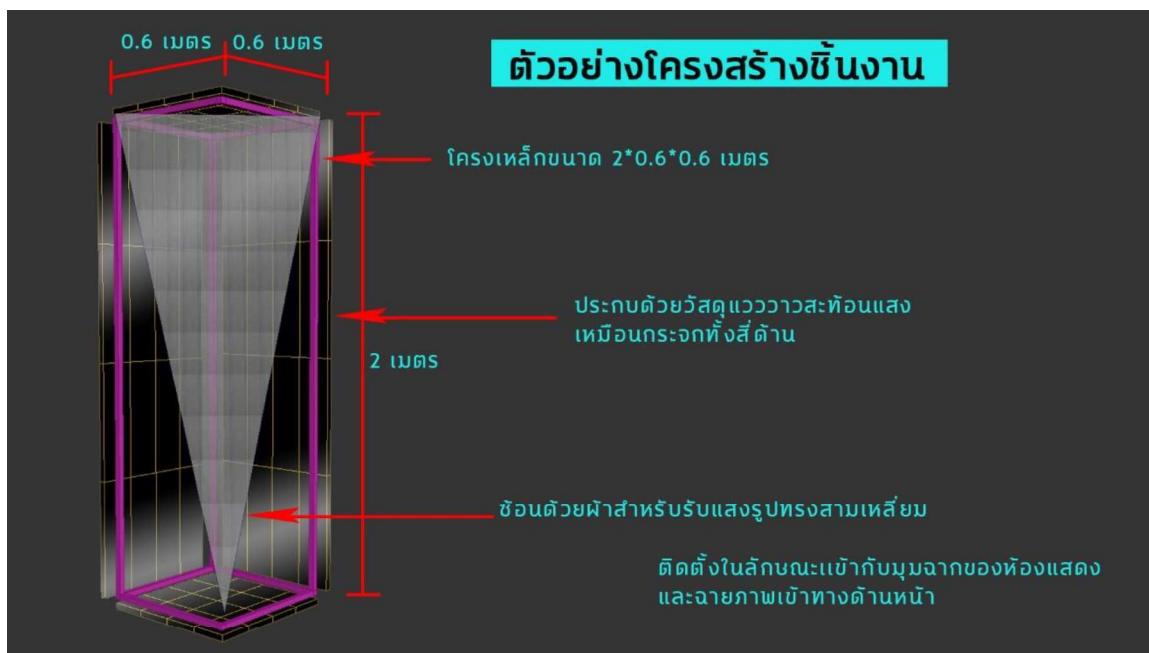 0.6 เมตร 0.6 เมตร
ตัวอย่างโครงสร้างชิ้นงาน
โครงเหล็กขนาด 2*0.6*0.6 เมตร
ประกบด้วยวัสดุแวววาวสะท้อนแสง
เหมือนกระจกทั้งสี่ด้าน
2 เมตร
ซ้อนด้วยผ้าสำหรับรับแสงรูปทรงสามเหลี่ยม
ติดตั้งในลักษณะเข้ากับมุมฉากของห้องแสดง
และฉายภาพเข้าทางด้านหน้า